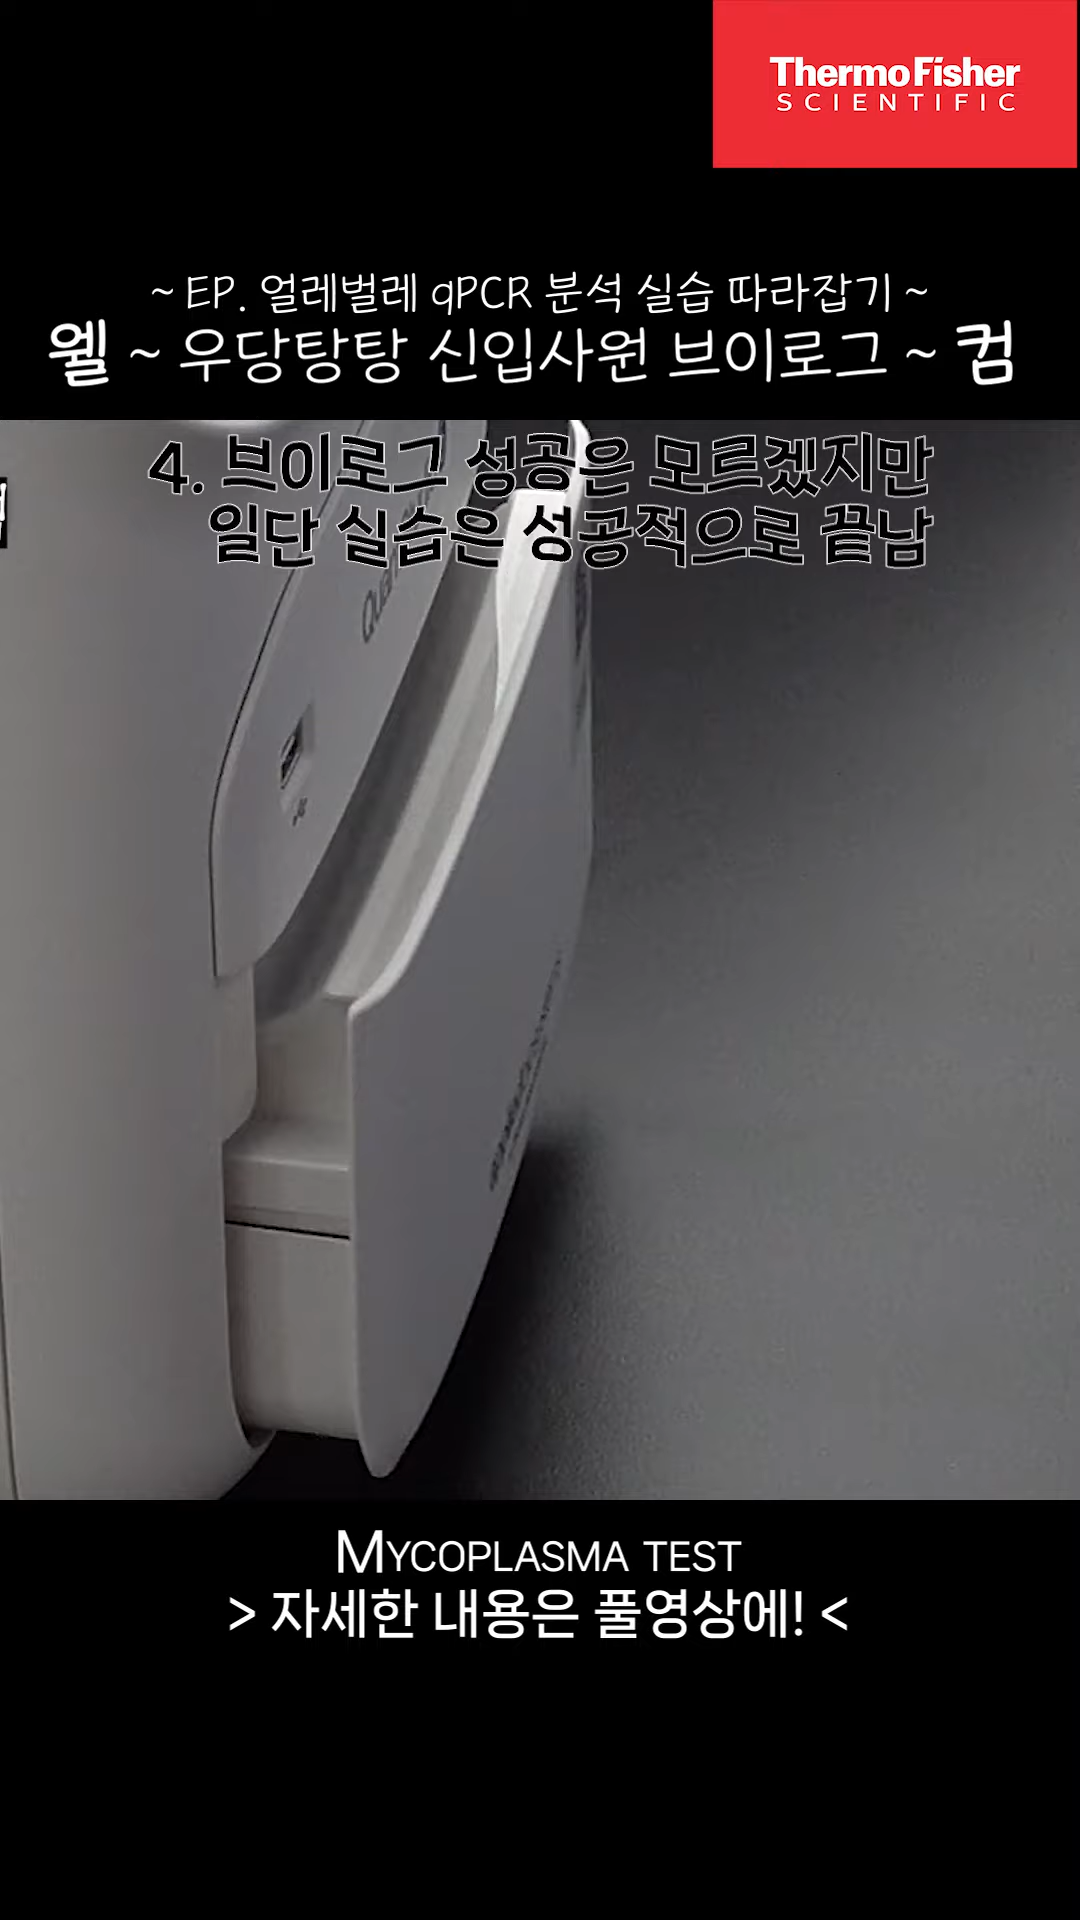 ThermoFisher
SCIENTIFIC
~ EP. 얼레벌레 qPCR 분석 실습 따라잡기 ~
웰 ~ 우당탕탕 신입사원 브이로그 ~ 컴
4. 브이로그 성공은 모르겠지만
일단 실습은 성공적으로 끝남
MYCOPLASMA TEST
> 자세한 내용은 풀영상에! <